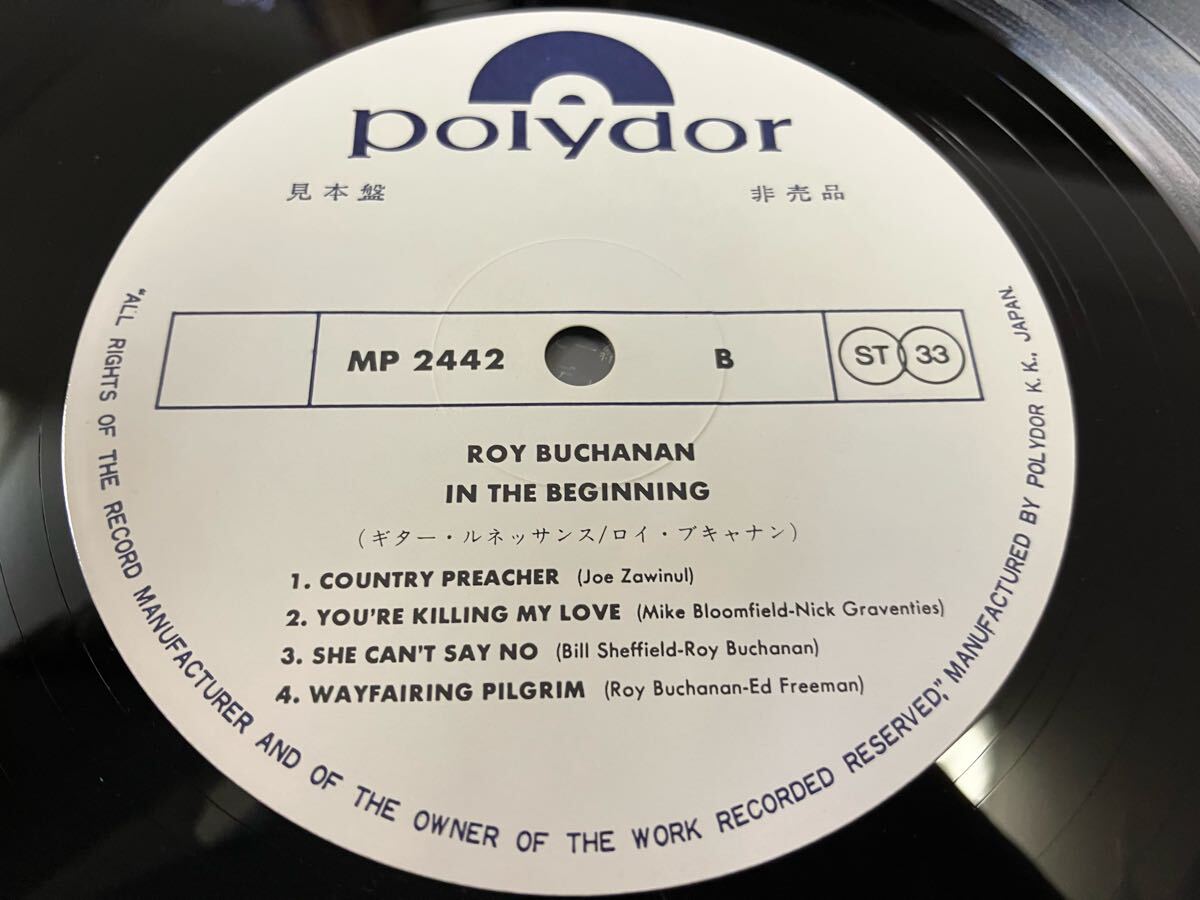 polydor
見本盤 非売品
MP 2442 B ST 33
ROY BUCHANAN
IN THE BEGINNING
(ギター・ルネッサンス/ロイ・ブキャナン)
1. COUNTRY PREACHER (Joe Zawinul)
2. YOU'RE KILLING MY LOVE (Mike Bloomfield-Nick Graventies)
3. SHE CAN'T SAY NO (Bill Sheffield-Roy Buchanan)
4. WAYFAIRING PILGRIM (Roy Buchanan-Ed Freeman)
"ALL RIGHTS OF THE RECORD MANUFACTURER AND OF THE OWNER OF THE WORK RECORDED RESERVED," MANUFACTURED BY POLYDOR K.K., JAPAN.